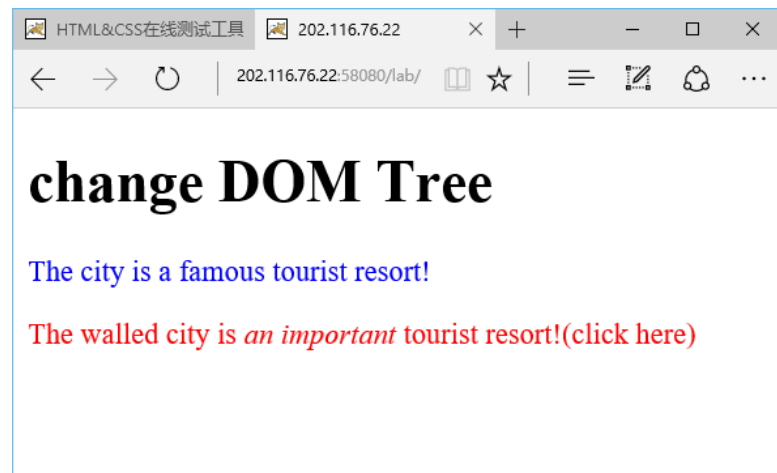 HTML&CSS在线测试工具 202.116.76.22
202.116.76.22:58080/lab/
change DOM Tree
The city is a famous tourist resort!
The walled city is an important tourist resort!(click here)